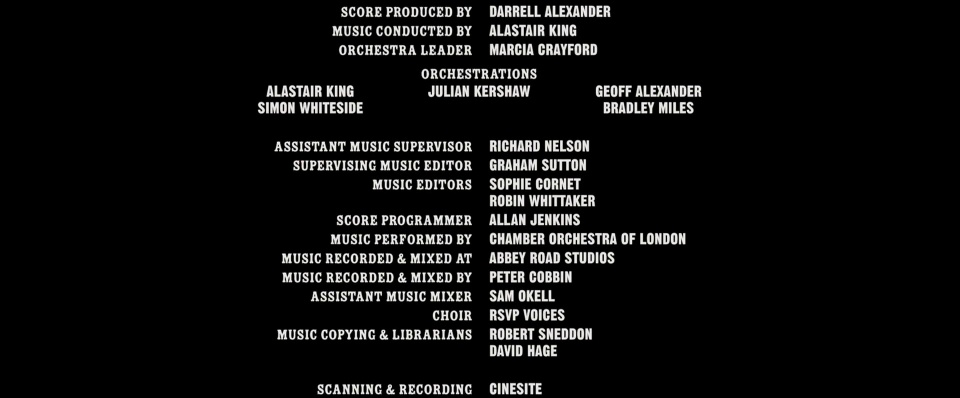 SCORE PRODUCED BY DARRELL ALEXANDER
MUSIC CONDUCTED BY ALASTAIR KING
ORCHESTRA LEADER MARCIA CRAYFORD
ORCHESTRATIONS
ALASTAIR KING JULIAN KERSHAW GEOFF ALEXANDER
SIMON WHITESIDE BRADLEY MILES
ASSISTANT MUSIC SUPERVISOR RICHARD NELSON
SUPERVISING MUSIC EDITOR GRAHAM SUTTON
MUSIC EDITORS SOPHIE CORNET
ROBIN WHITTAKER
SCORE PROGRAMMER ALLAN JENKINS
MUSIC PERFORMED BY CHAMBER ORCHESTRA OF LONDON
MUSIC RECORDED & MIXED AT ABBEY ROAD STUDIOS
MUSIC RECORDED & MIXED BY PETER COBBIN
ASSISTANT MUSIC MIXER SAM OKELL
CHOIR RSVP VOICES
MUSIC COPYING & LIBRARIANS ROBERT SNEDDON
DAVID HAGE
SCANNING & RECORDING CINESITE